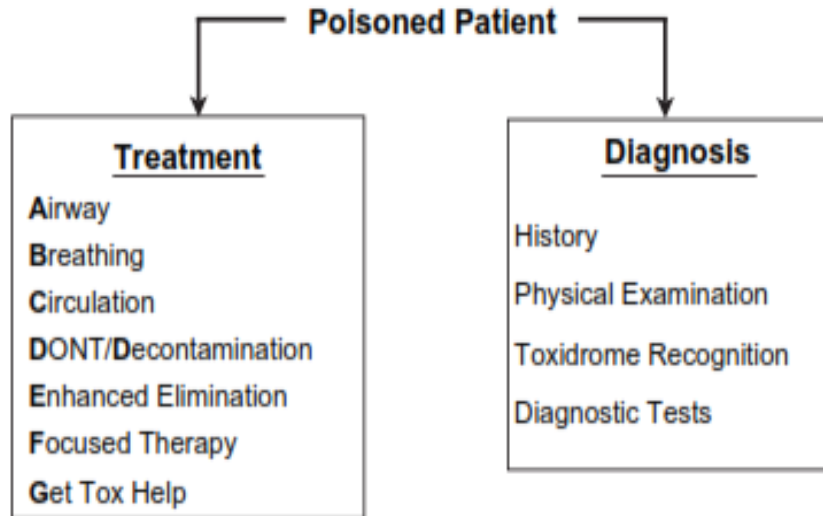 Poisoned Patient
Treatment
Airway
Breathing
Circulation
DONT/Decontamination
Enhanced Elimination
Focused Therapy
Get Tox Help
Diagnosis
History
Physical Examination
Toxidrome Recognition
Diagnostic Tests